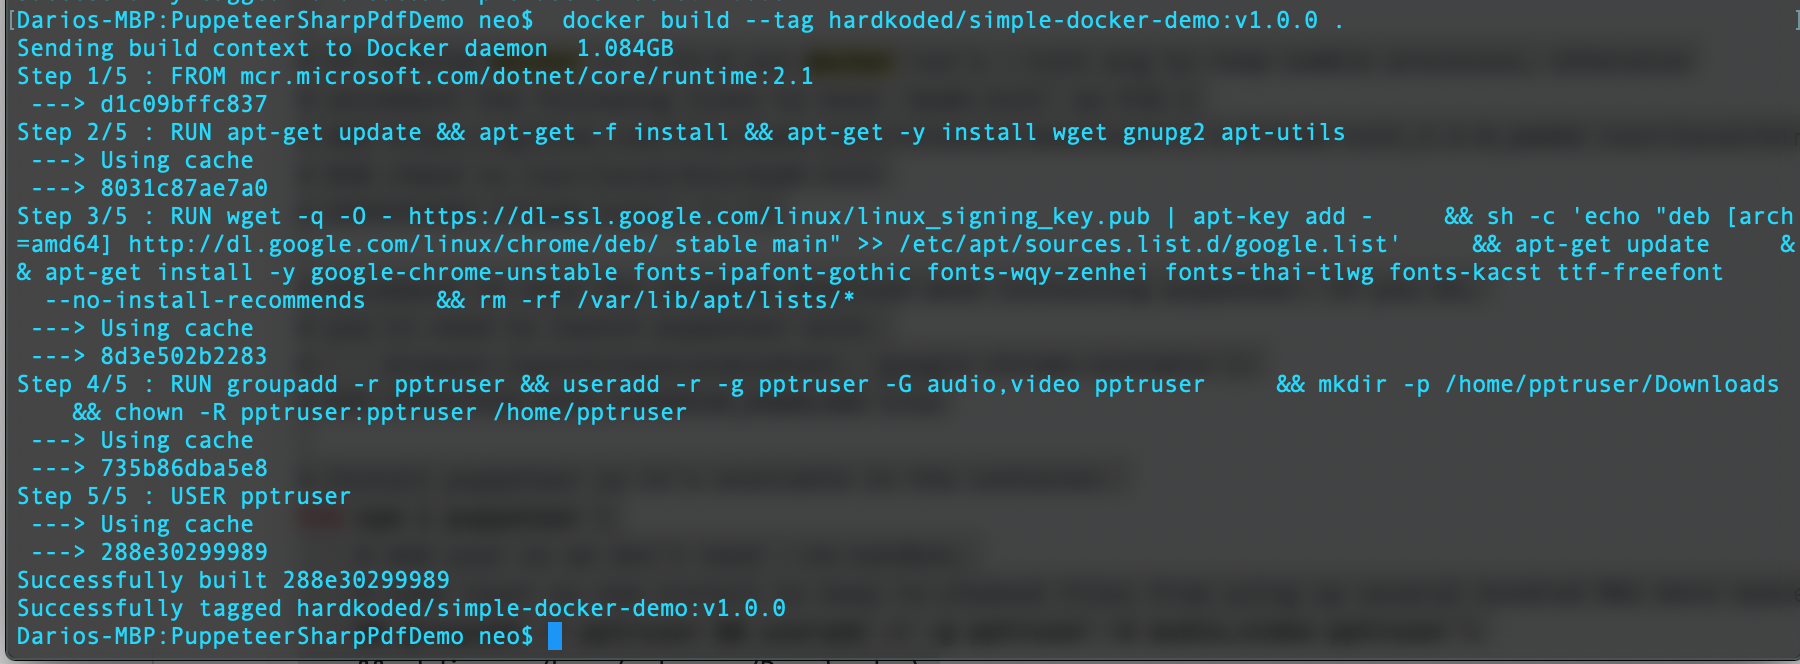 [Darios-MBP:PuppeteerSharpPdfDemo neo$  docker build --tag hardkoded/simple-docker-demo:v1.0.0 .
Sending build context to Docker daemon  1.084GB
Step 1/5 : FROM mcr.microsoft.com/dotnet/core/runtime:2.1
 ---> d1c09bffc837
Step 2/5 : RUN apt-get update && apt-get -f install && apt-get -y install wget gnupg2 apt-utils
 ---> Using cache
 ---> 8031c87ae7a0
Step 3/5 : RUN wget -q -O - https://dl-ssl.google.com/linux/linux_signing_key.pub | apt-key add -     && sh -c 'echo "deb [arch
=amd64] http://dl.google.com/linux/chrome/deb/ stable main" >> /etc/apt/sources.list.d/google.list'     && apt-get update     &
& apt-get install -y google-chrome-unstable fonts-ipafont-gothic fonts-wqy-zenhei fonts-thai-tlwg fonts-kacst ttf-freefont
  --no-install-recommends     && rm -rf /var/lib/apt/lists/*
 ---> Using cache
 ---> 8d3e502b2283
Step 4/5 : RUN groupadd -r pptruser && useradd -r -g pptruser -G audio,video pptruser     && mkdir -p /home/pptruser/Downloads
    && chown -R pptruser:pptruser /home/pptruser
 ---> Using cache
 ---> 735b86dba5e8
Step 5/5 : USER pptruser
 ---> Using cache
 ---> 288e30299989
Successfully built 288e30299989
Successfully tagged hardkoded/simple-docker-demo:v1.0.0
Darios-MBP:PuppeteerSharpPdfDemo neo$